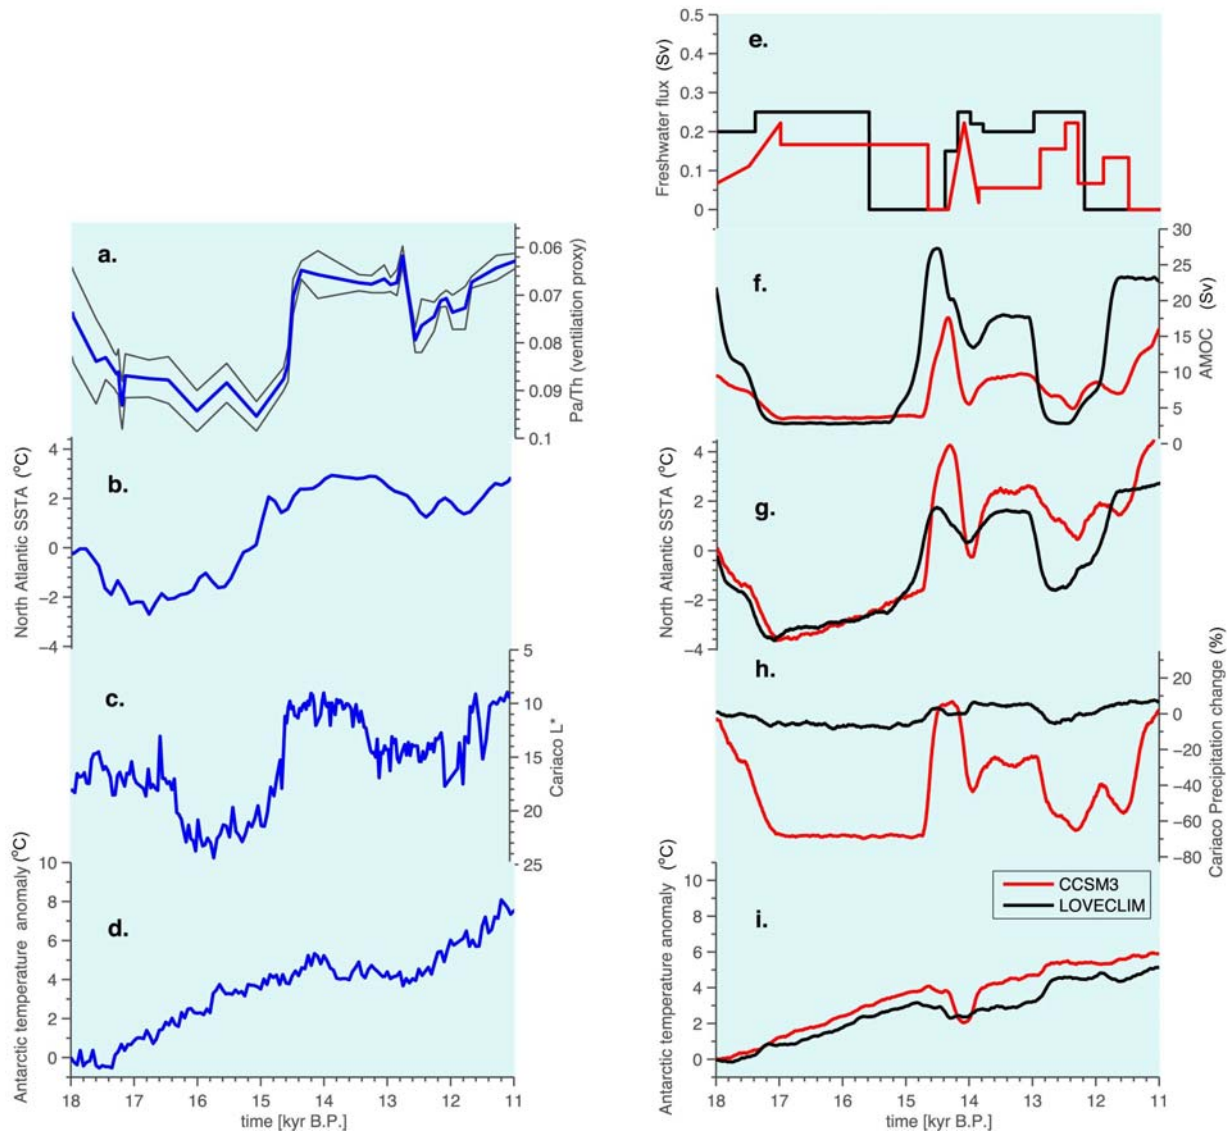 a.
0.06
0.07
0.08
0.09
0.1
Pa/Th (ventilation proxy)
b.
4
2
0
−2
−4
North Atlantic SSTA (°C)
c.
5
10
15
20
25
Cariaco L*
d.
10
8
6
4
2
0
Antarctic temperature anomaly (°C)
18 17 16 15 14 13 12 11
time [kyr B.P.]
e.
0.5
0.4
0.3
0.2
0.1
0
Freshwater flux (Sv)
f.
30
25
20
15
10
5
0
AMOC (Sv)
g.
4
2
0
−2
−4
North Atlantic SSTA (°C)
h.
20
0
−20
−40
−60
−80
Cariaco Precipitation change (%)
CCSM3
LOVECLIM
i.
10
8
6
4
2
0
Antarctic temperature anomaly (°C)
18 17 16 15 14 13 12 11
time [kyr B.P.]